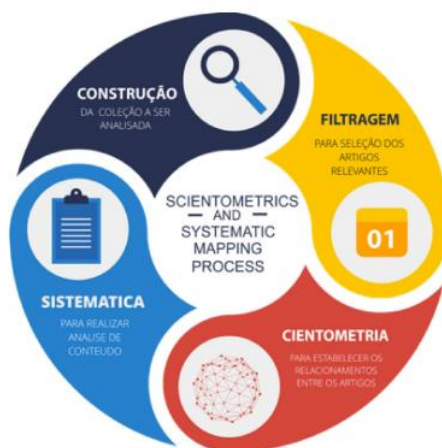 CONSTRUÇÃO
DA COLEÇÃO A SER
ANALISADA
FILTRAGEM
PARA SELEÇÃO DOS
ARTIGOS
RELEVANTES
01
SCIENTOMETRICS
AND
SYSTEMATIC
MAPPING
PROCESS
SISTEMATICA
PARA REALIZAR
ANALISE DE
CONTEUDO
CIENTOMETRIA
PARA ESTABELECER OS
RELACIONAMENTOS
ENTRE OS ARTIGOS